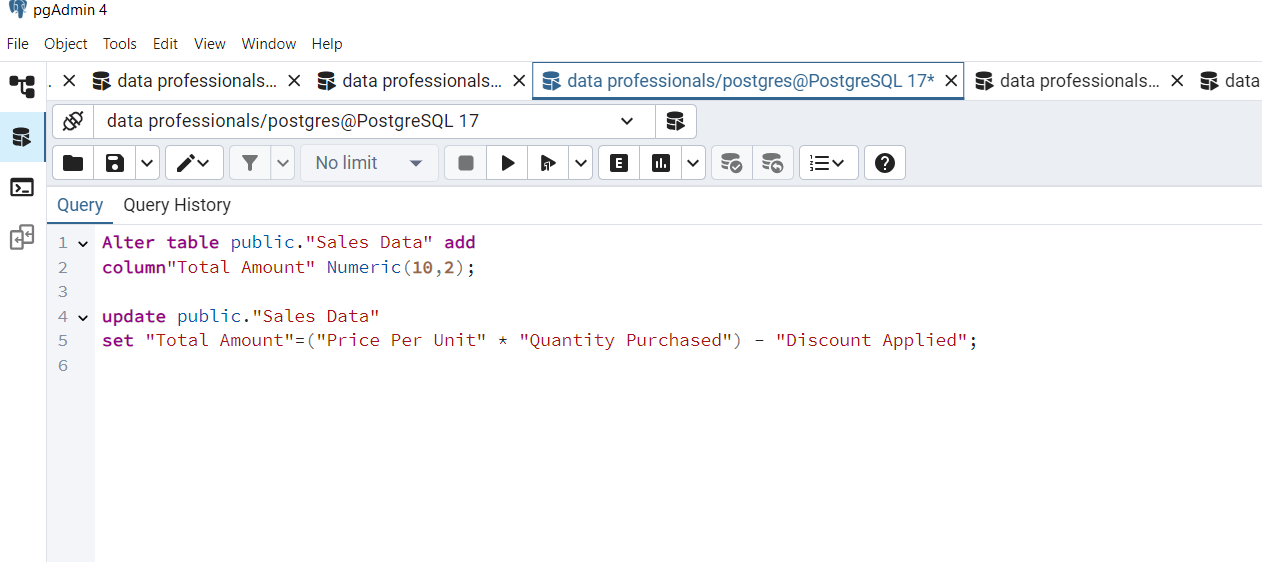 pgAdmin 4
File Object Tools Edit View Window Help
. data professionals... data professionals... data professionals/postgres@PostgreSQL 17* data professionals... data
data professionals/postgres@PostgreSQL 17
No limit E
Query Query History
1 Alter table public."Sales Data" add
2 column"Total Amount" Numeric(10,2);
3
4 update public."Sales Data"
5 set "Total Amount"=("Price Per Unit" * "Quantity Purchased") - "Discount Applied";
6